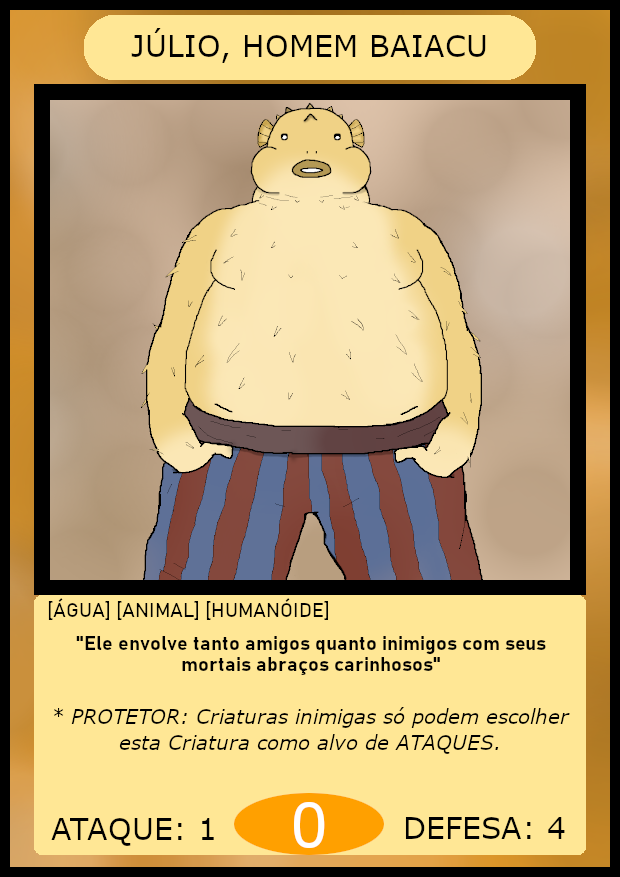 JÚLIO, HOMEM BAIACU
[ÁGUA] [ANIMAL] [HUMANÓIDE]
"Ele envolve tanto amigos quanto inimigos com seus
mortais abraços carinhosos"
* PROTETOR: Criaturas inimigas só podem escolher
esta Criatura como alvo de ATAQUES.
ATAQUE: 1
0
DEFESA: 4